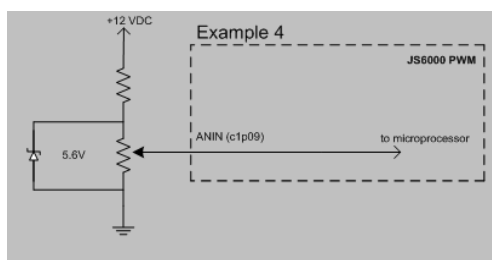 +12 VDC
Example 4
JS6000 PWM
ANIN (c1p09)
to microprocessor
5.6V